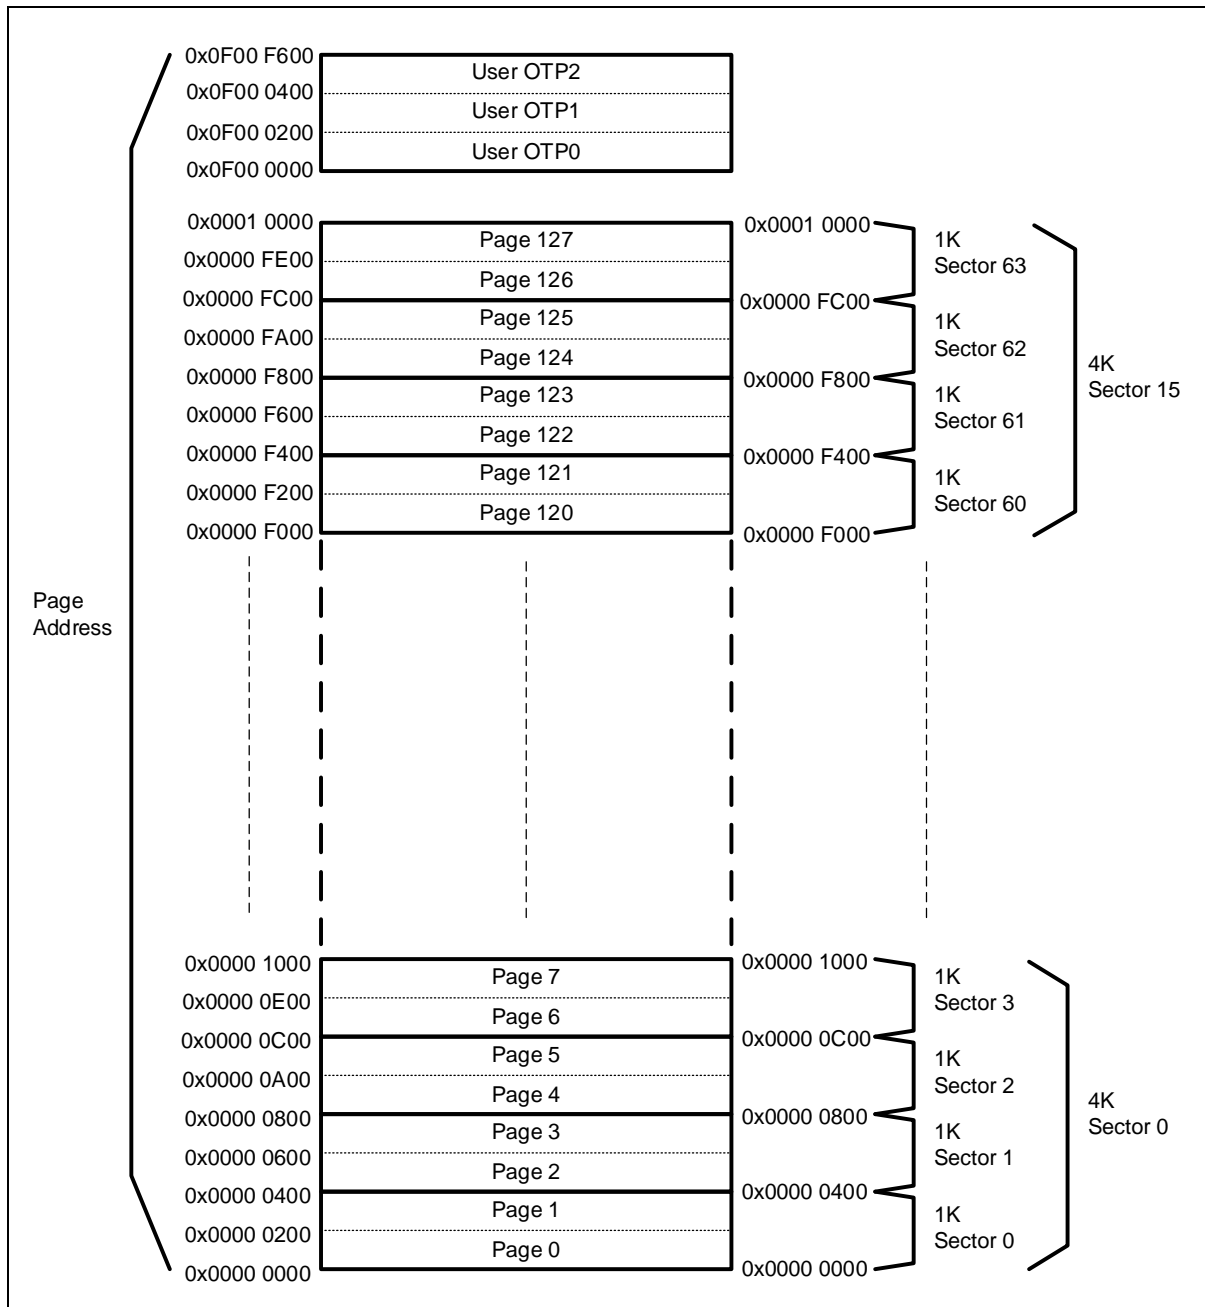 0x0F00 F600
User OTP2
0x0F00 0400
User OTP1
0x0F00 0200
User OTP0
0x0F00 0000
0x0001 0000
0x0001 0000
Page 127
1K
Sector 63
0x0000 FE00
Page 126
0x0000 FC00
0x0000 FC00
Page 125
1K
Sector 62
0x0000 FA00
Page 124
0x0000 F800
0x0000 F800
4K
Sector 15
Page 123
1K
Sector 61
0x0000 F600
Page 122
0x0000 F400
0x0000 F400
Page 121
1K
Sector 60
0x0000 F200
Page 120
0x0000 F000
0x0000 F000
Page
Address
0x0000 1000
0x0000 1000
Page 7
1K
Sector 3
0x0000 0E00
Page 6
0x0000 0C00
0x0000 0C00
Page 5
1K
Sector 2
0x0000 0A00
Page 4
0x0000 0800
0x0000 0800
4K
Sector 0
Page 3
1K
Sector 1
0x0000 0600
Page 2
0x0000 0400
0x0000 0400
Page 1
1K
Sector 0
0x0000 0200
Page 0
0x0000 0000
0x0000 0000